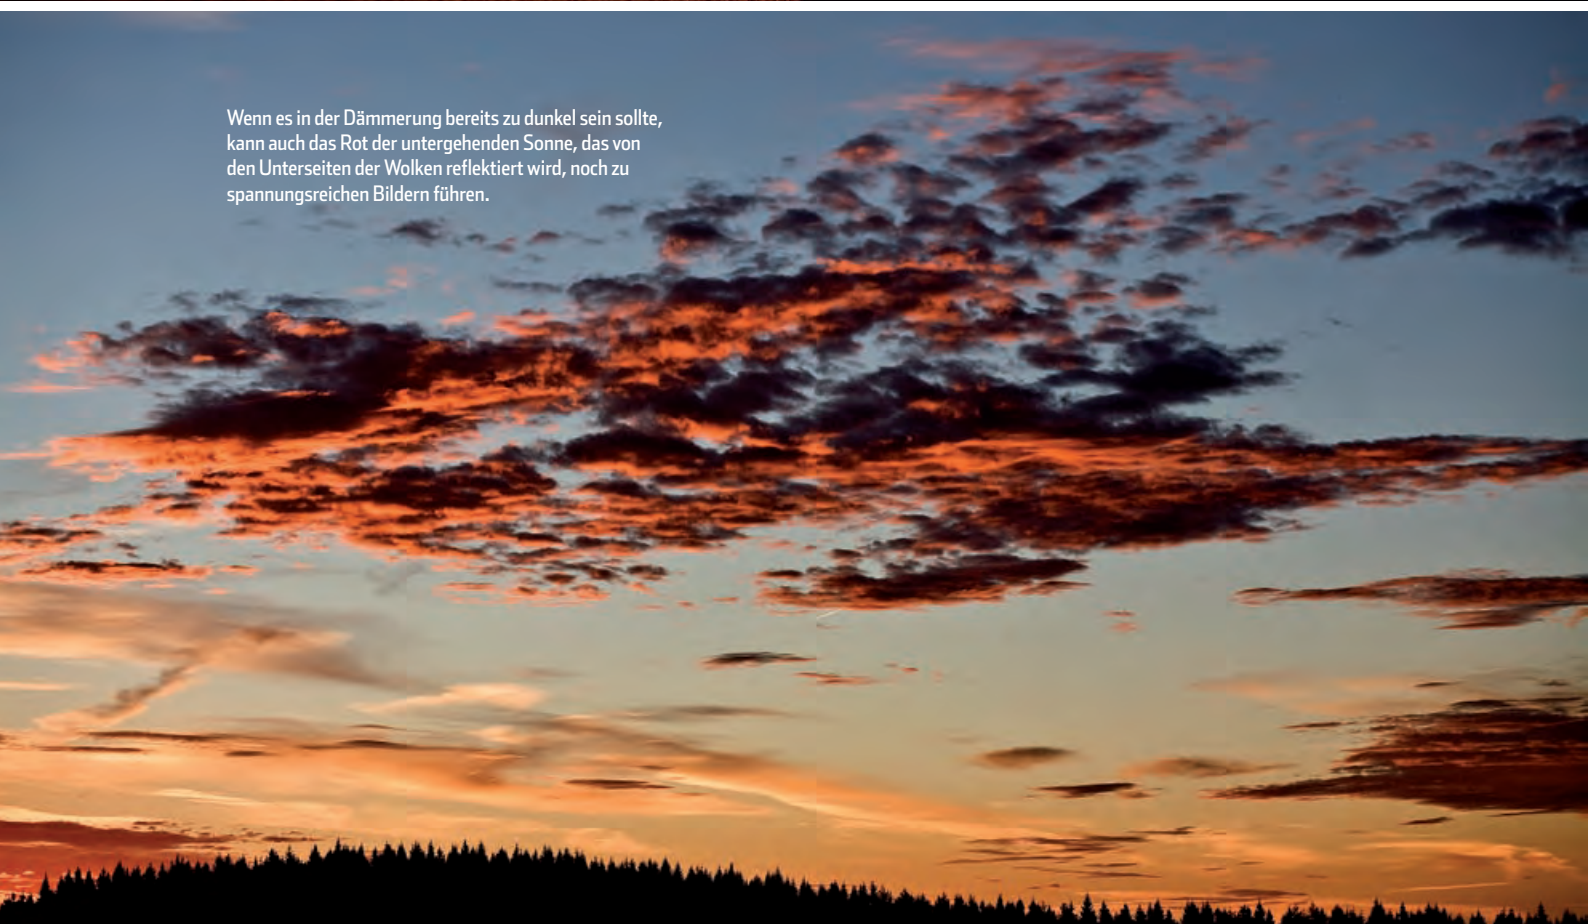 Wenn es in der Dämmerung bereits zu dunkel sein sollte,
kann auch das Rot der untergehenden Sonne, das von
den Unterseiten der Wolken reflektiert wird, noch zu
spannungsreichen Bildern führen.